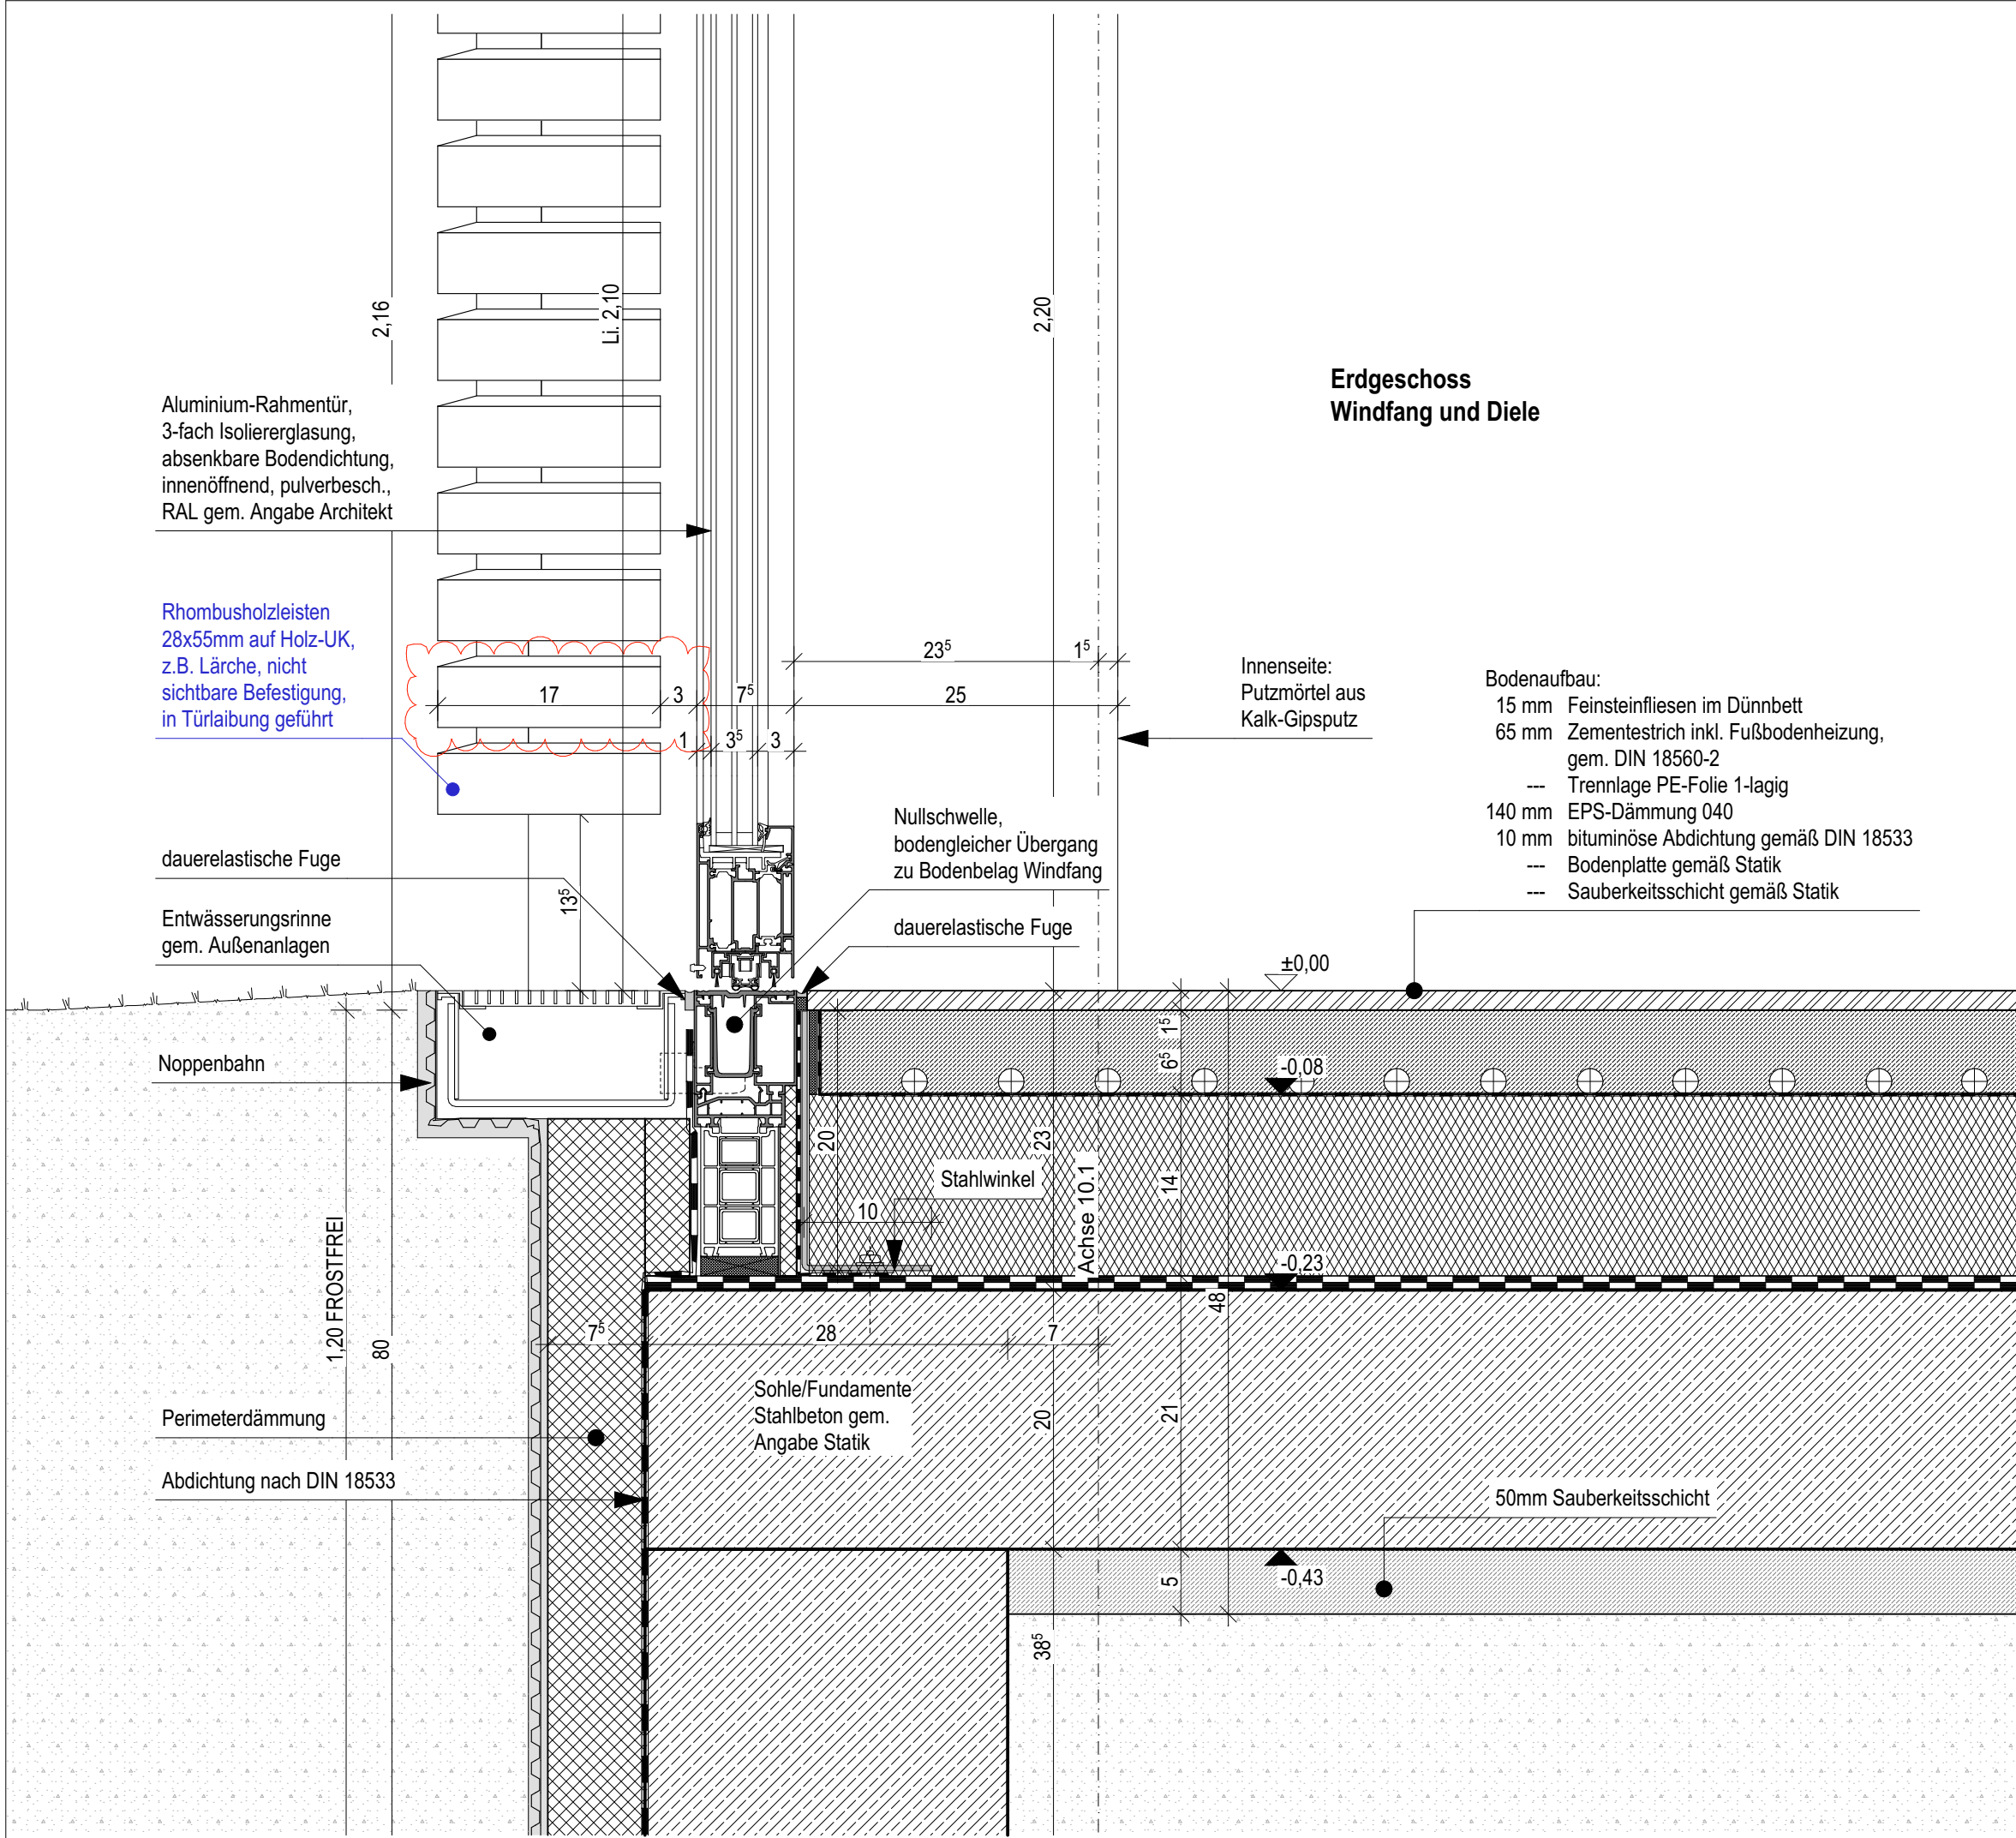 2,16
Li. 2,10
2,20
Erdgeschoss
Windfang und Diele
Aluminium-Rahmentür,
3-fach Isoliererglasung,
absenkbare Bodendichtung,
innenöffnend, pulverbesch.,
RAL gem. Angabe Architekt
Rhombusholzleisten
28x55mm auf Holz-UK,
z.B. Lärche, nicht
sichtbare Befestigung,
in Türlaibung geführt
23⁵ 1⁵
17 3 7⁵ 25
1 3⁵ 3
Innenseite:
Putzmörtel aus
Kalk-Gipsputz
Bodenaufbau:
15 mm Feinsteinfliesen im Dünnbett
65 mm Zementestrich inkl. Fußbodenheizung,
gem. DIN 18560-2
--- Trennlage PE-Folie 1-lagig
140 mm EPS-Dämmung 040
10 mm bituminöse Abdichtung gemäß DIN 18533
--- Bodenplatte gemäß Statik
--- Sauberkeitsschicht gemäß Statik
dauerelastische Fuge
Entwässerungsrinne
gem. Außenanlagen
13⁵
Nullschwelle,
bodengleicher Übergang
zu Bodenbelag Windfang
dauerelastische Fuge
±0,00
Noppenbahn
1⁵
6⁵
-0,08
20
23
14
Stahlwinkel
10
Achse 10.1
-0,23
48
1,20 FROSTFREI
80
7⁵ 28 7
Sohle/Fundamente
Stahlbeton gem.
Angabe Statik
20
21
Perimeterdämmung
Abdichtung nach DIN 18533
50mm Sauberkeitsschicht
5
-0,43
38⁵